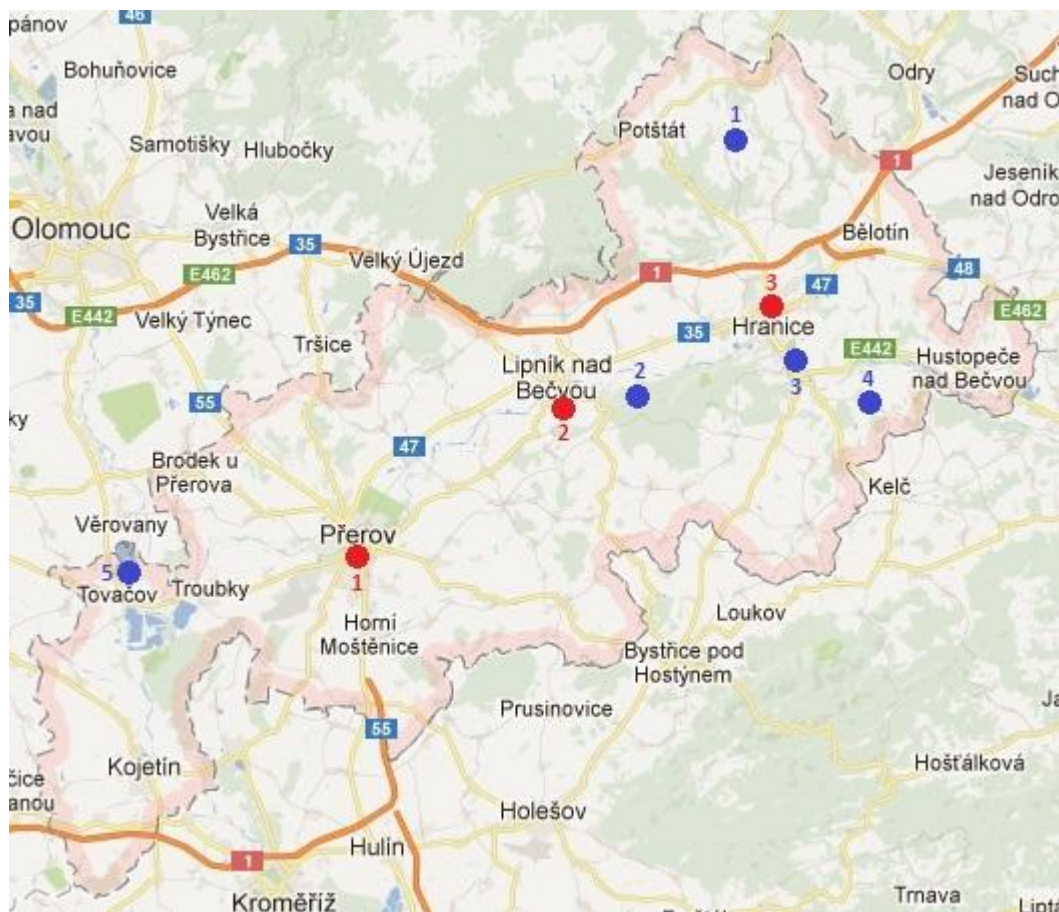 pánov
46
Bohuňovice
Odry
Such
nad O
a nad
avou
Samotišky
Hlubočky
Potštát
1
1
Jeseník
nad Odro
Olomouc
Velká
Bystřice
35
Bělotín
E462
Velký Újezd
1
48
35
E442
Velký Týnec
3
47
E462
Hranice
35
Tršice
E442
Lipník nad
Bečvou
2
3
4
Hustopeče
nad Bečvou
55
2
ky
47
Brodek u
Přerova
Kelč
Věrovany
Přerov
5
Tovačov
Troubky
1
Loukov
Horní
Moštěnice
Bystřice pod
Hostýnem
Prusinovice
Ja
55
Kojetín
Hošťálková
čice
anou
Holešov
1
Hulín
Kroměříž
Trnava
Lipta